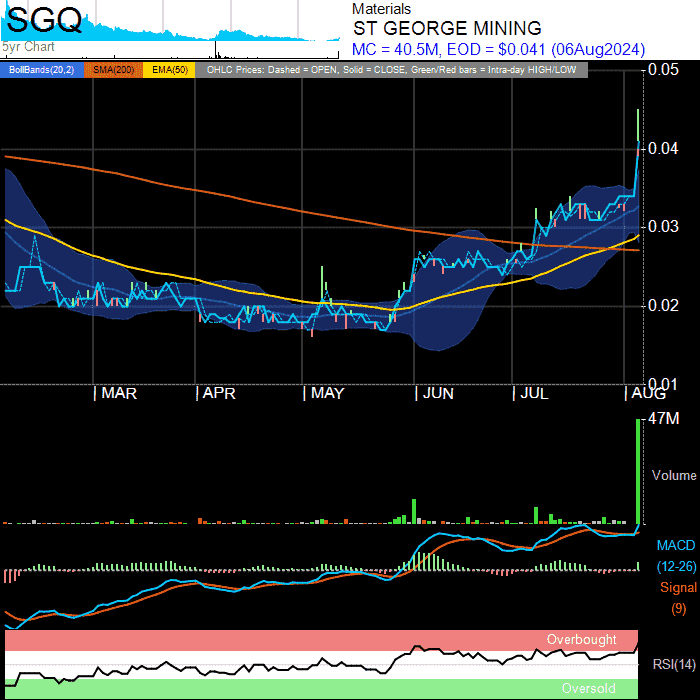 SGQ
5yr Chart
Materials
ST GEORGE MINING
MC = 40.5M, EOD = $0.041 (06Aug2024)
BollBands(20,2) SMA(200) EMA(50) OHLC Prices: Dashed = OPEN, Solid = CLOSE, Green/Red bars = Intra-day HIGH/LOW
0.05
0.04
0.03
0.02
0.01
| MAR | APR | MAY | JUN | JUL | AUG
47M
Volume
MACD
(12-26)
Signal
(9)
Overbought
RSI(14)
Oversold